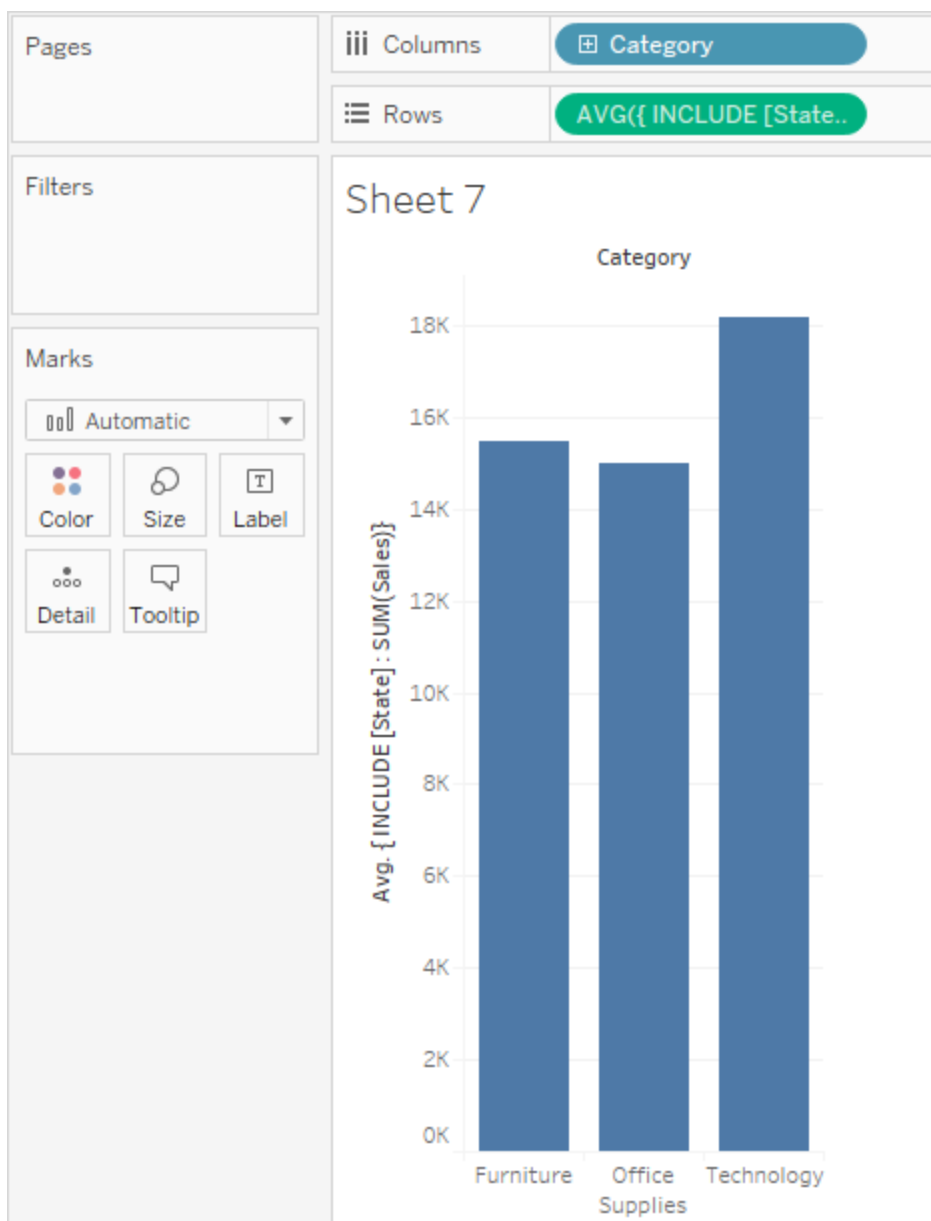 Pages
Columns
Category
Rows
AVG({ INCLUDE [State..
Filters
Sheet 7
Category
Marks
Automatic
Color
Size
T
Label
Detail
Tooltip
Avg. { INCLUDE [State] : SUM(Sales)}
18K
16K
14K
12K
10K
8K
6K
4K
2K
0K
Furniture
Office
Supplies
Technology